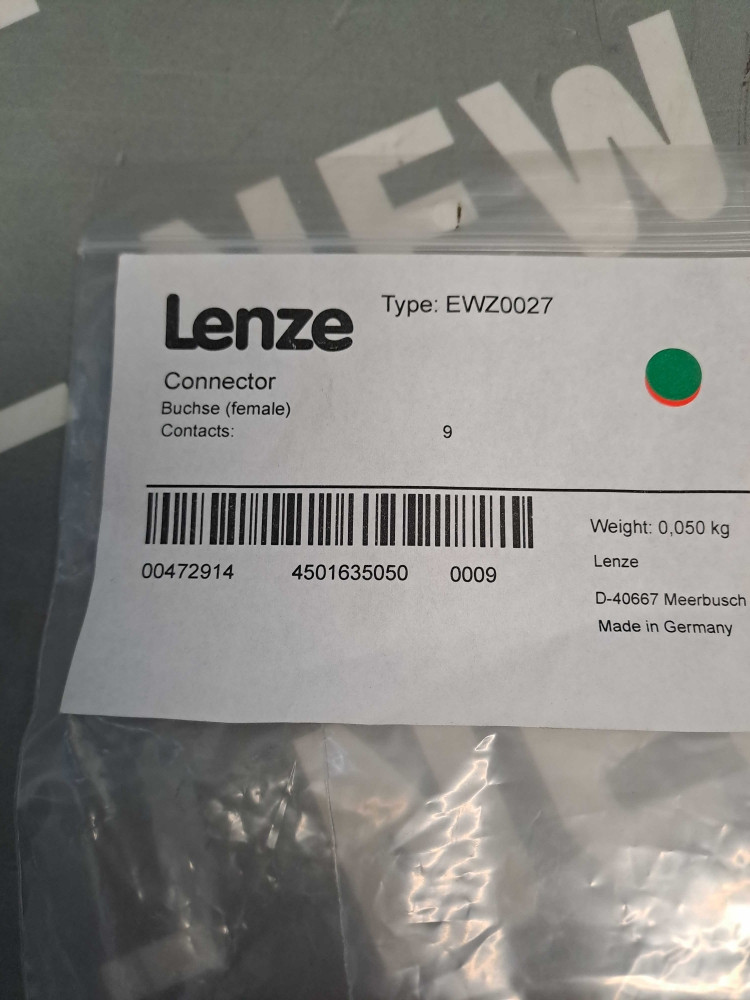 NEW
Lenze
Type: EWZ0027
Connector
Buchse (female)
Contacts: 9
00472914 4501635050 0009
Weight: 0,050 kg
Lenze
D-40667 Meerbusch
Made in Germany